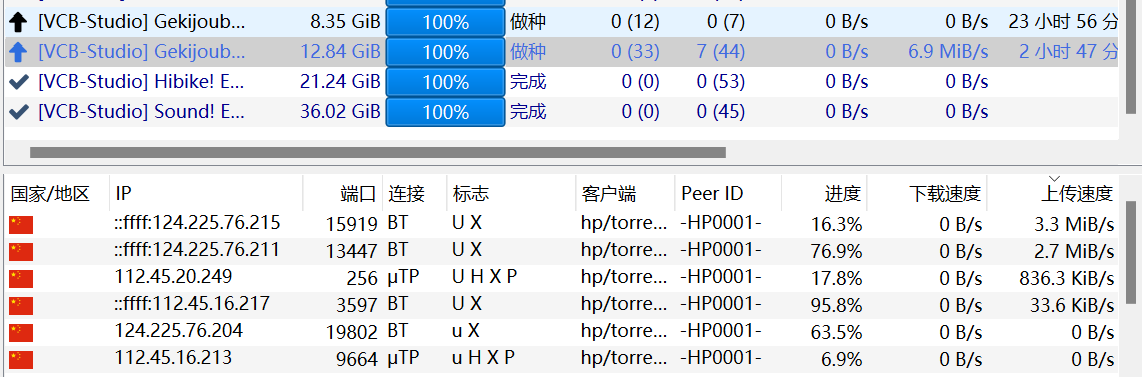 [VCB-Studio] Gekijoub... 8.35 GiB 100% 做种 0 (12) 0 (7) 0 B/s 0 B/s 23 小时 56 分
[VCB-Studio] Gekijoub... 12.84 GiB 100% 做种 0 (33) 7 (44) 0 B/s 6.9 MiB/s 2 小时 47 分
[VCB-Studio] Hibike! E... 21.24 GiB 100% 完成 0 (0) 0 (53) 0 B/s 0 B/s
[VCB-Studio] Sound! E... 36.02 GiB 100% 完成 0 (0) 0 (45) 0 B/s 0 B/s
国家/地区 IP 端口 连接 标志 客户端 Peer ID 进度 下载速度 上传速度
::ffff:124.225.76.215 15919 BT U X hp/torre... -HP0001- 16.3% 0 B/s 3.3 MiB/s
::ffff:124.225.76.211 13447 BT U X hp/torre... -HP0001- 76.9% 0 B/s 2.7 MiB/s
112.45.20.249 256 μTP U H X P hp/torre... -HP0001- 17.8% 0 B/s 836.3 KiB/s
::ffff:112.45.16.217 3597 BT U X hp/torre... -HP0001- 95.8% 0 B/s 33.6 KiB/s
124.225.76.204 19802 BT u X hp/torre... -HP0001- 63.5% 0 B/s 0 B/s
112.45.16.213 9664 μTP u H X P hp/torre... -HP0001- 6.9% 0 B/s 0 B/s